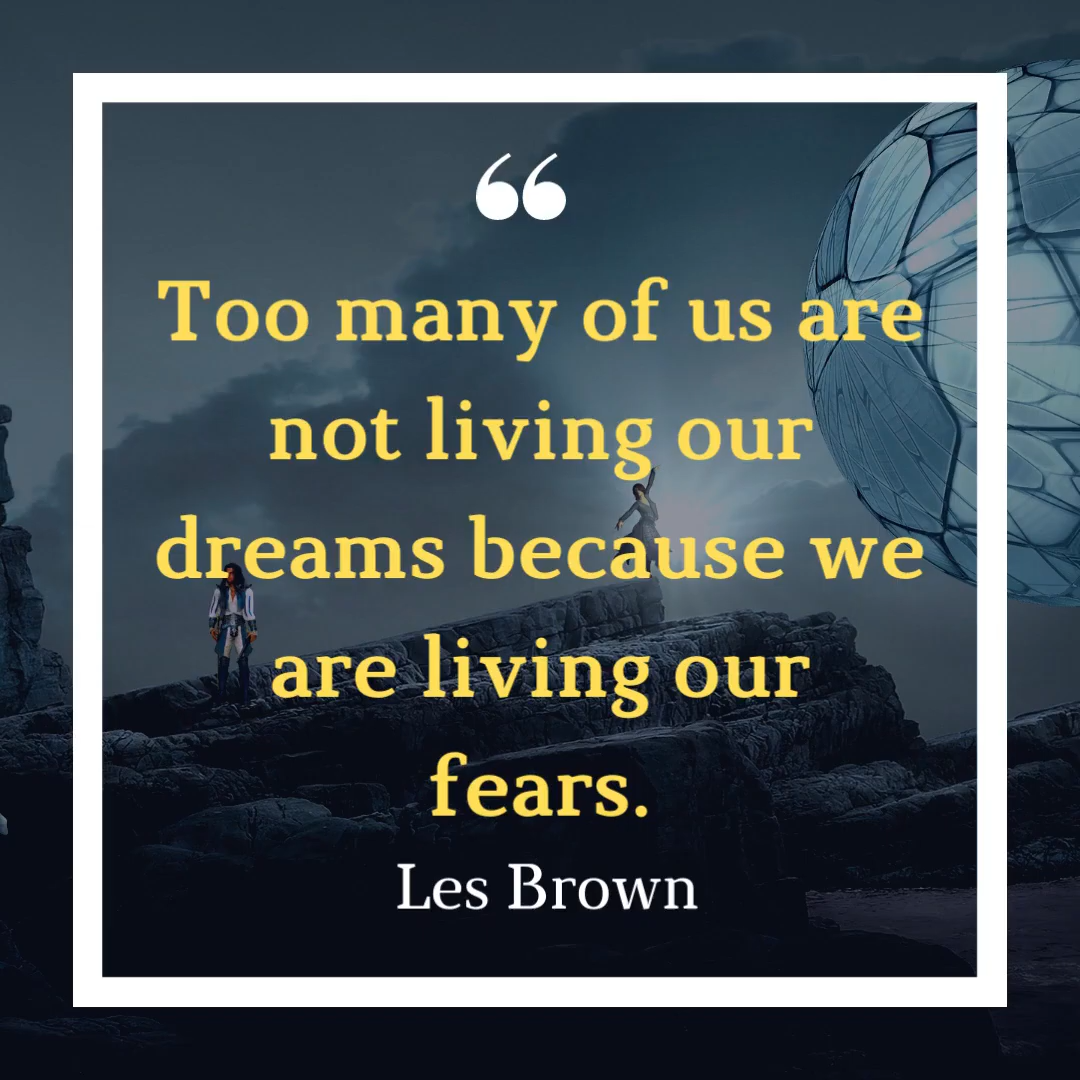 “
Too many of us are
not living our
dreams because we
are living our
fears.
Les Brown